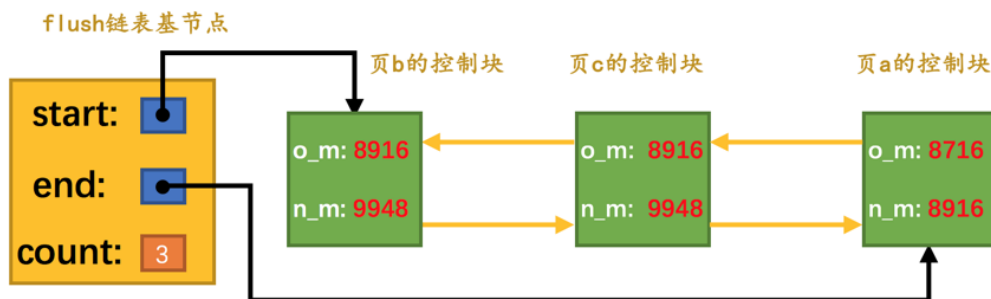 flush链表基节点
页b的控制块
页c的控制块
页a的控制块
start:
end:
count: 3
o_m: 8916
n_m: 9948
o_m: 8916
n_m: 9948
o_m: 8716
n_m: 8916